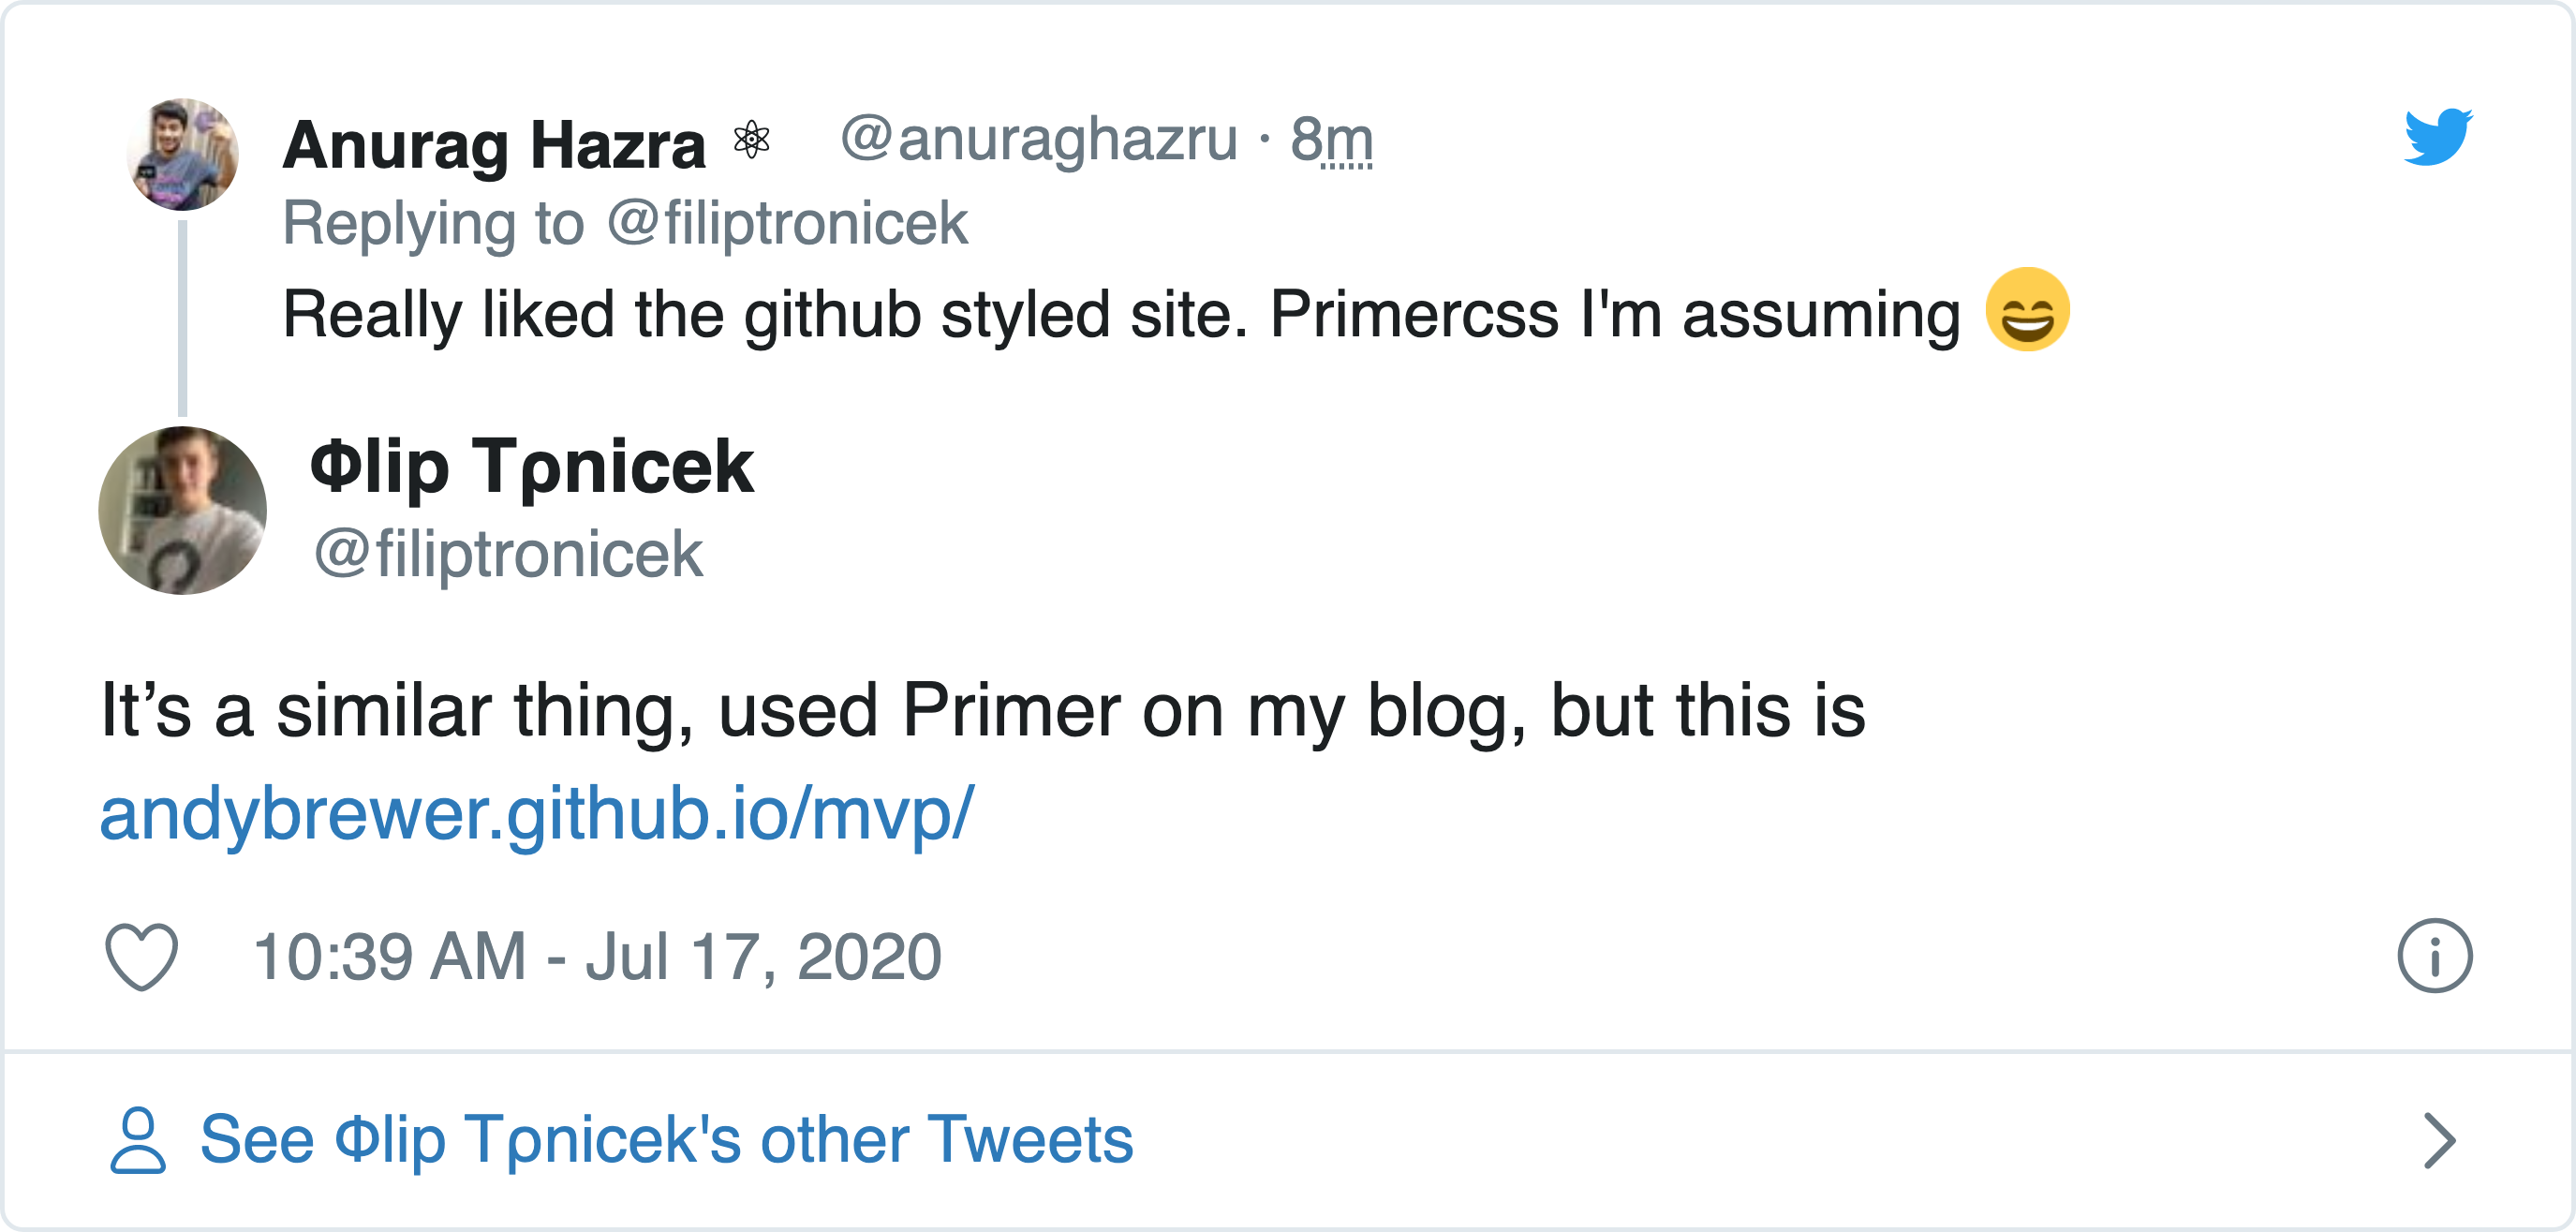 Anurag Hazra ⚛ @anuraghazru · 8m
Replying to @filiptronicek
Really liked the github styled site. Primercss I'm assuming 😄
Φlip Tρnicek
@filiptronicek
It’s a similar thing, used Primer on my blog, but this is
andybrewer.github.io/mvp/
10:39 AM - Jul 17, 2020
See Φlip Tρnicek's other Tweets